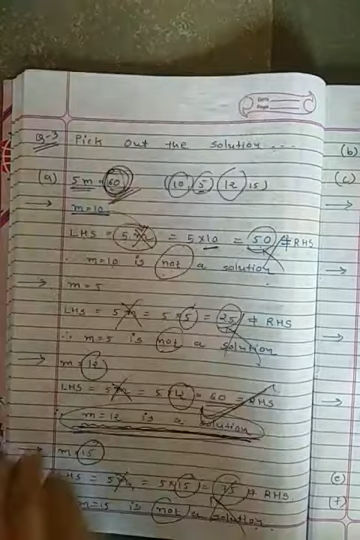 Date
Page
Q-3 Pick out the solution ...
(b)
(a) 5m = 60 (10, 5, 12, 15)
(c)
m=10
LHS = 5m = 5×10 = 50 ≠ RHS
∴ m=10 is not a solution
m=5
LHS = 5m = 5×5 = 25 ≠ RHS
∴ m=5 is not a solution
m=12
LHS = 5m = 5(12) = 60 = RHS
∴ m=12 is a solution
m=15
LHS = 5m = 5×15 = 75 ≠ RHS
(e)
m=15 is not a solution
(f)